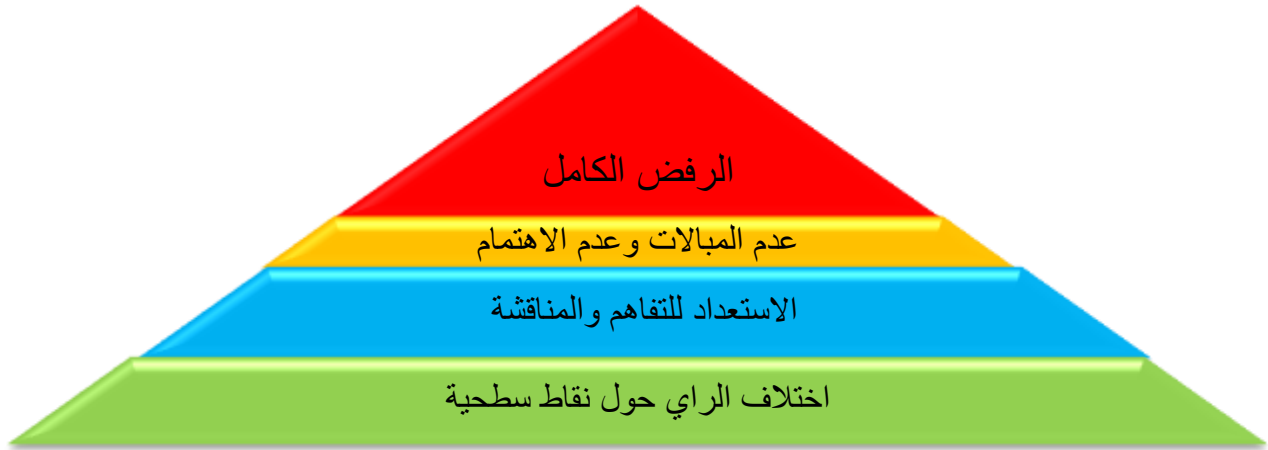 الرفض الكامل
عدم المبالات وعدم الاهتمام
الاستعداد للتفاهم والمناقشة
اختلاف الراي حول نقاط سطحية